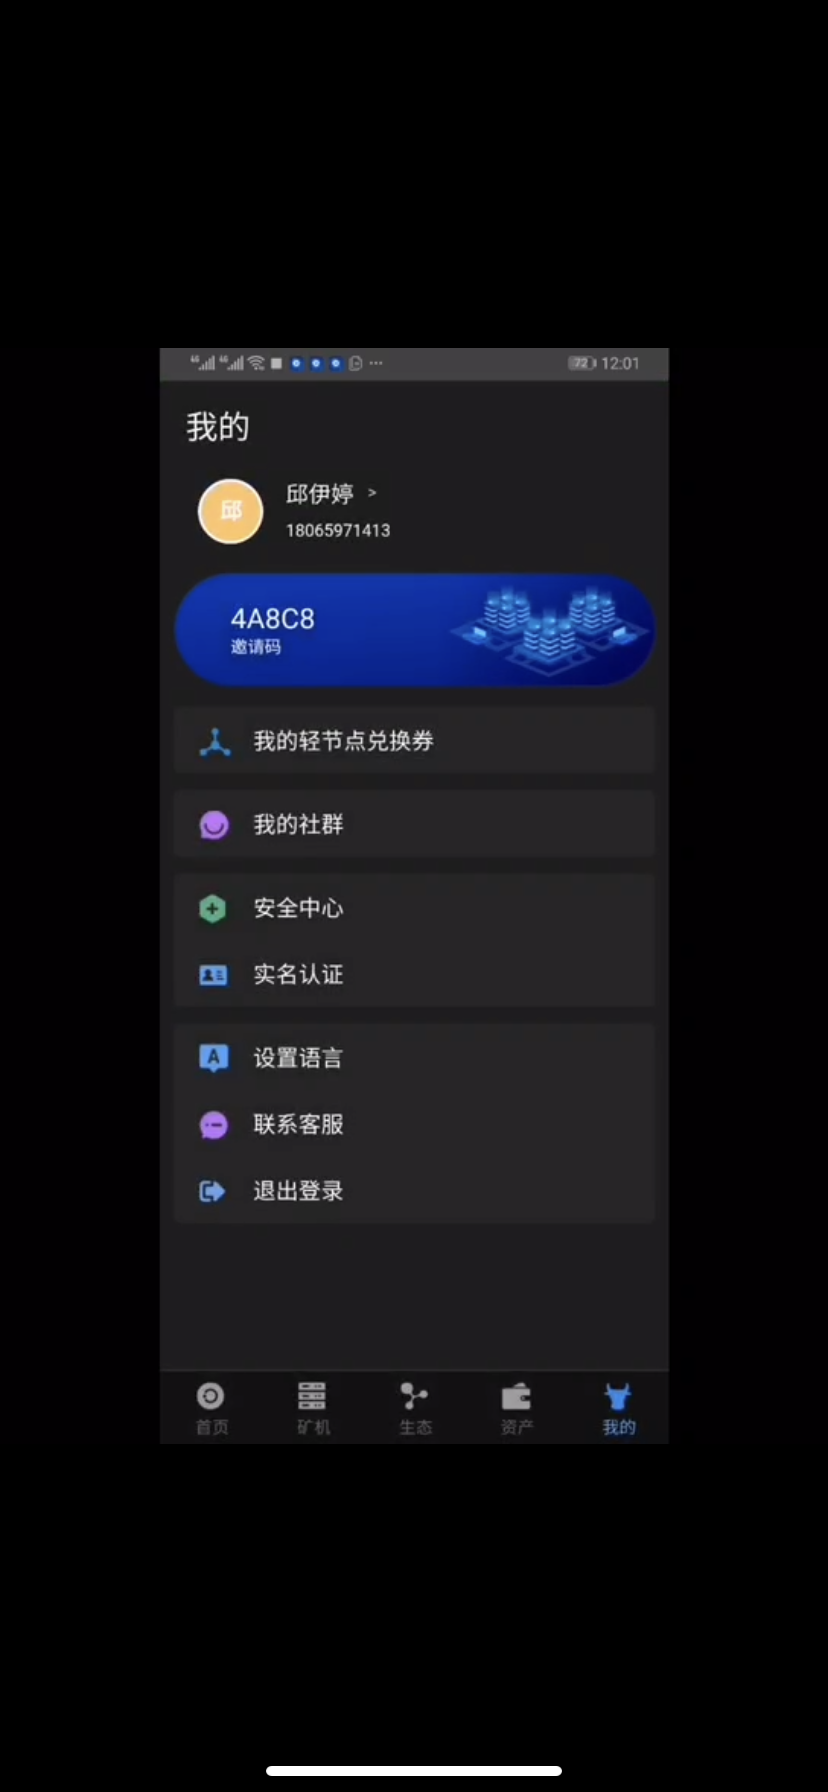 72 12:01
我的
邱
邱伊婷 >
18065971413
4A8C8
邀请码
我的轻节点兑换券
我的社群
安全中心
实名认证
A
设置语言
联系客服
退出登录
首页 矿机 生态 资产 我的